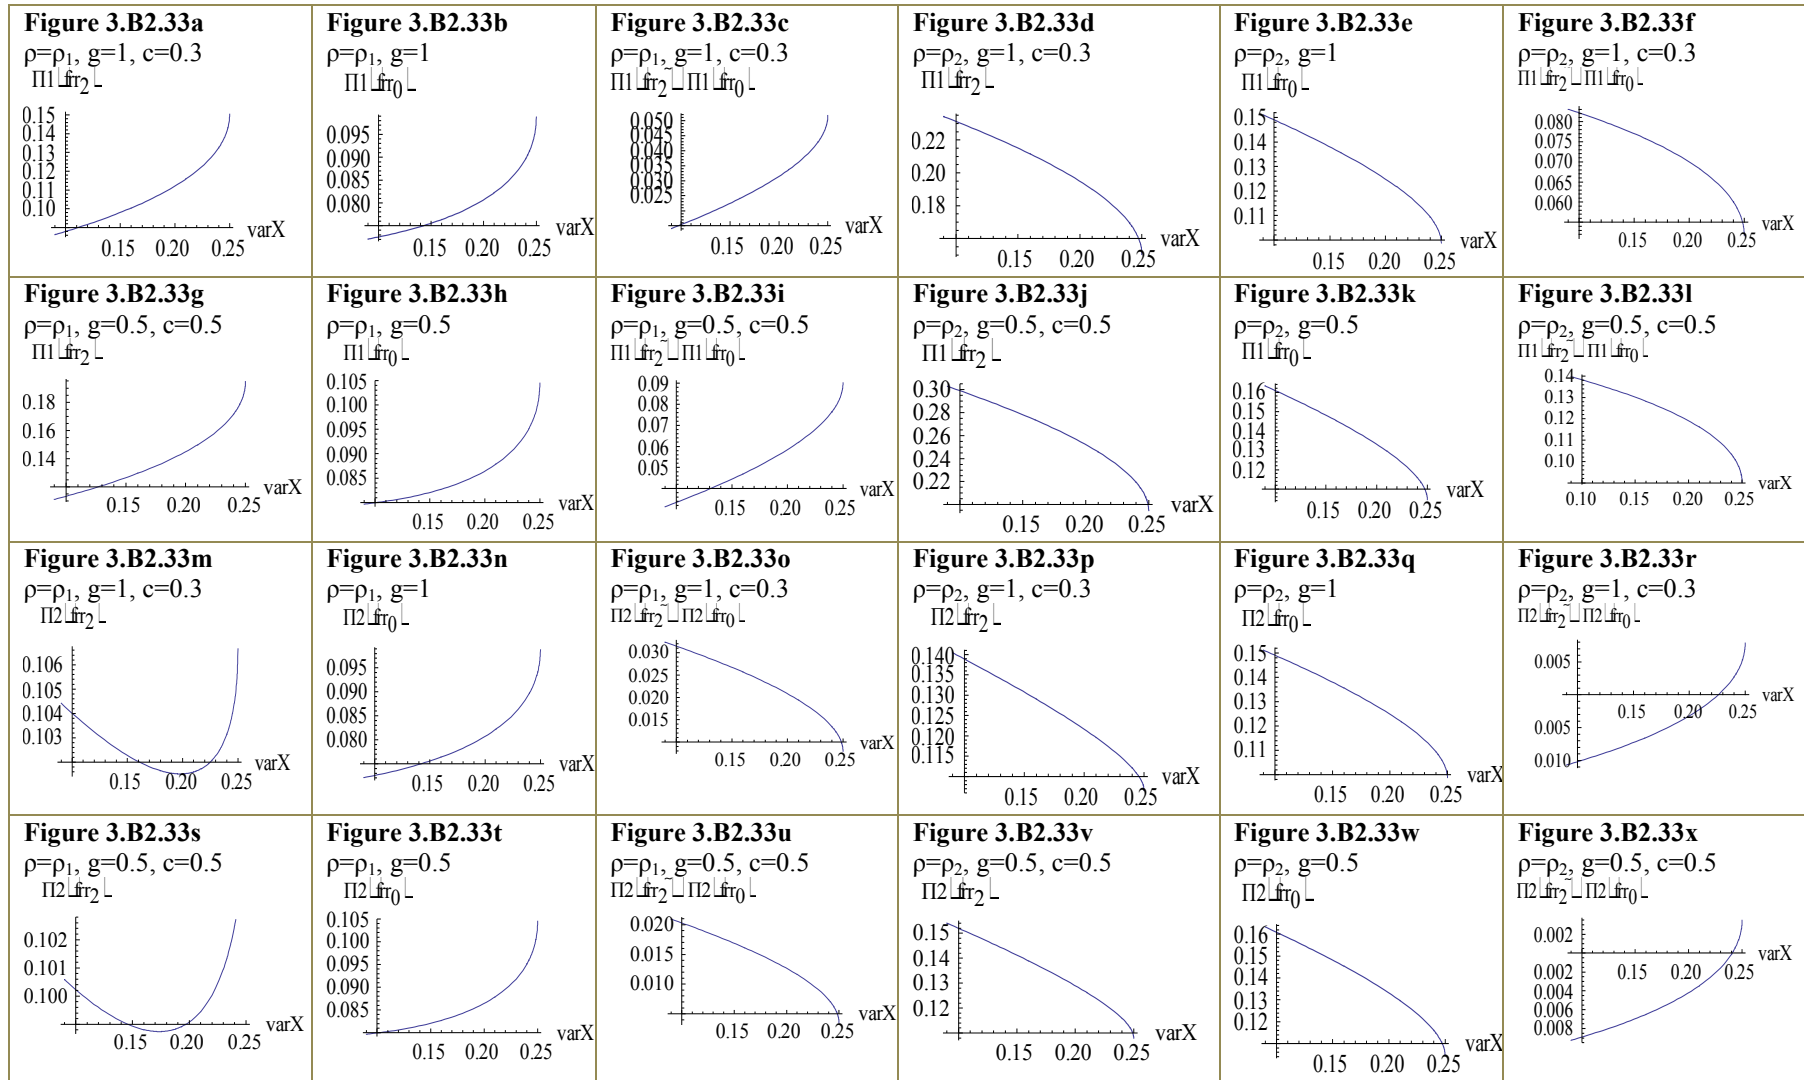 Figure 3.B2.33a
ρ=ρ₁, g=1, c=0.3
0.15
0.14
0.13
0.12
0.11
0.10
varX
0.15 0.20 0.25
Figure 3.B2.33b
ρ=ρ₁, g=1
0.095
0.090
0.085
0.080
varX
0.15 0.20 0.25
Figure 3.B2.33c
ρ=ρ₁, g=1, c=0.3
0.050
0.045
0.040
0.035
0.030
0.025
varX
0.15 0.20 0.25
Figure 3.B2.33d
ρ=ρ₂, g=1, c=0.3
0.22
0.20
0.18
varX
0.15 0.20 0.25
Figure 3.B2.33e
ρ=ρ₂, g=1
0.15
0.14
0.13
0.12
0.11
varX
0.15 0.20 0.25
Figure 3.B2.33f
ρ=ρ₂, g=1, c=0.3
0.080
0.075
0.070
0.065
0.060
varX
0.15 0.20 0.25
Figure 3.B2.33g
ρ=ρ₁, g=0.5, c=0.5
0.18
0.16
0.14
varX
0.15 0.20 0.25
Figure 3.B2.33h
ρ=ρ₁, g=0.5
0.105
0.100
0.095
0.090
0.085
varX
0.15 0.20 0.25
Figure 3.B2.33i
ρ=ρ₁, g=0.5, c=0.5
0.09
0.08
0.07
0.06
0.05
varX
0.15 0.20 0.25
Figure 3.B2.33j
ρ=ρ₂, g=0.5, c=0.5
0.30
0.28
0.26
0.24
0.22
varX
0.15 0.20 0.25
Figure 3.B2.33k
ρ=ρ₂, g=0.5
0.16
0.15
0.14
0.13
0.12
varX
0.15 0.20 0.25
Figure 3.B2.33l
ρ=ρ₂, g=0.5, c=0.5
0.14
0.13
0.12
0.11
0.10
varX
0.10 0.15 0.20 0.25
Figure 3.B2.33m
ρ=ρ₁, g=1, c=0.3
0.106
0.105
0.104
0.103
varX
0.15 0.20 0.25
Figure 3.B2.33n
ρ=ρ₁, g=1
0.095
0.090
0.085
0.080
varX
0.15 0.20 0.25
Figure 3.B2.33o
ρ=ρ₁, g=1, c=0.3
0.030
0.025
0.020
0.015
varX
0.15 0.20 0.25
Figure 3.B2.33p
ρ=ρ₂, g=1, c=0.3
0.140
0.135
0.130
0.125
0.120
0.115
varX
0.15 0.20 0.25
Figure 3.B2.33q
ρ=ρ₂, g=1
0.15
0.14
0.13
0.12
0.11
varX
0.15 0.20 0.25
Figure 3.B2.33r
ρ=ρ₂, g=1, c=0.3
0.005
varX
0.15 0.20 0.25
0.005
0.010
Figure 3.B2.33s
ρ=ρ₁, g=0.5, c=0.5
0.102
0.101
0.100
varX
0.15 0.20 0.25
Figure 3.B2.33t
ρ=ρ₁, g=0.5
0.105
0.100
0.095
0.090
0.085
varX
0.15 0.20 0.25
Figure 3.B2.33u
ρ=ρ₁, g=0.5, c=0.5
0.020
0.015
0.010
varX
0.15 0.20 0.25
Figure 3.B2.33v
ρ=ρ₂, g=0.5, c=0.5
0.15
0.14
0.13
0.12
varX
0.15 0.20 0.25
Figure 3.B2.33w
ρ=ρ₂, g=0.5
0.16
0.15
0.14
0.13
0.12
varX
0.15 0.20 0.25
Figure 3.B2.33x
ρ=ρ₂, g=0.5, c=0.5
0.002
varX
0.15 0.20 0.25
0.002
0.004
0.006
0.008